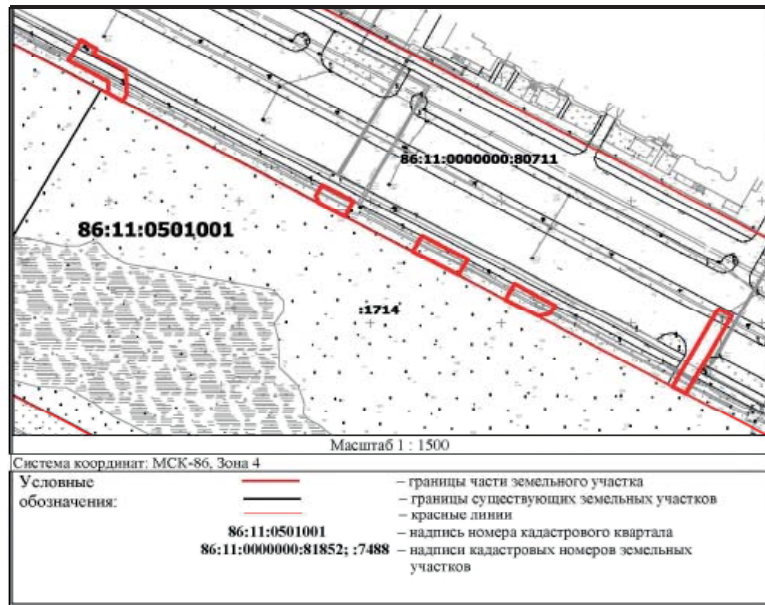 86:11:0000000:80711
86:11:0501001
:1714
Масштаб 1 : 1500
Система координат: МСК-86, Зона 4
Условные обозначения:
– границы части земельного участка
– границы существующих земельных участков
– красные линии
86:11:0501001 – надпись номера кадастрового квартала
86:11:0000000:81852; :7488 – надписи кадастровых номеров земельных
участков